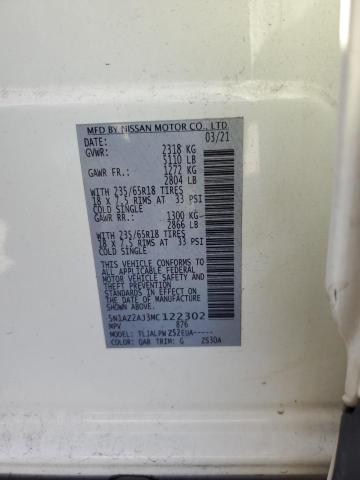 MFD BY NISSAN MOTOR CO., LTD.
DATE: 03/21
GVWR: 2318 KG
5110 LB
GAWR FR.: 1272 KG
2804 LB
WITH 235/65R18 TIRES
18 X 7.5 RIMS AT 33 PSI
COLD SINGLE
GAWR RR.: 1300 KG
2866 LB
WITH 235/65R18 TIRES
18 X 7.5 RIMS AT 33 PSI
COLD SINGLE
THIS VEHICLE CONFORMS TO
ALL APPLICABLE FEDERAL
MOTOR VEHICLE SAFETY AND
THEFT PREVENTION
STANDARDS IN EFFECT ON
THE DATE OF MANUFACTURE
SHOWN ABOVE.
5N1AZ2AJ3MC122302
MPV 876
MODEL: TLJALPWZ52EUA-----
COLOR: QAB TRIM: G ZS30A